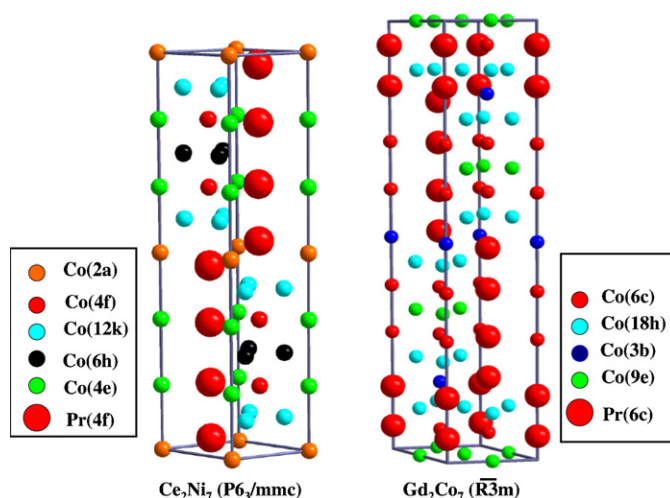 Co(2a)
Co(4f)
Co(12k)
Co(6h)
Co(4e)
Pr(4f)
Ce₂Ni₇ (P6₃/mmc)
Co(6c)
Co(18h)
Co(3b)
Co(9e)
Pr(6c)
Gd₂Co₇ (R3̅m)